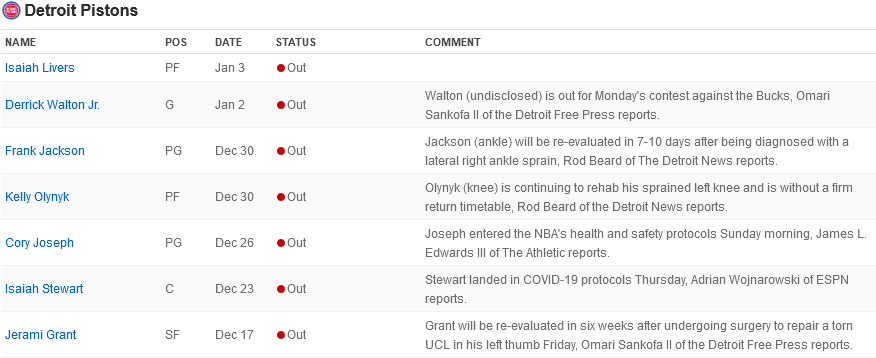 Detroit Pistons
NAME POS DATE STATUS COMMENT
Isaiah Livers PF Jan 3 Out
Derrick Walton Jr. G Jan 2 Out Walton (undisclosed) is out for Monday's contest against the Bucks, Omari
Sankofa II of the Detroit Free Press reports.
Frank Jackson PG Dec 30 Out Jackson (ankle) will be re-evaluated in 7-10 days after being diagnosed with a
lateral right ankle sprain, Rod Beard of The Detroit News reports.
Kelly Olynyk PF Dec 30 Out Olynyk (knee) is continuing to rehab his sprained left knee and is without a firm
return timetable, Rod Beard of the Detroit News reports.
Cory Joseph PG Dec 26 Out Joseph entered the NBA's health and safety protocols Sunday morning, James L.
Edwards III of The Athletic reports.
Isaiah Stewart C Dec 23 Out Stewart landed in COVID-19 protocols Thursday, Adrian Wojnarowski of ESPN
reports.
Jerami Grant SF Dec 17 Out Grant will be re-evaluated in six weeks after undergoing surgery to repair a torn
UCL in his left thumb Friday, Omari Sankofa II of the Detroit Free Press reports.